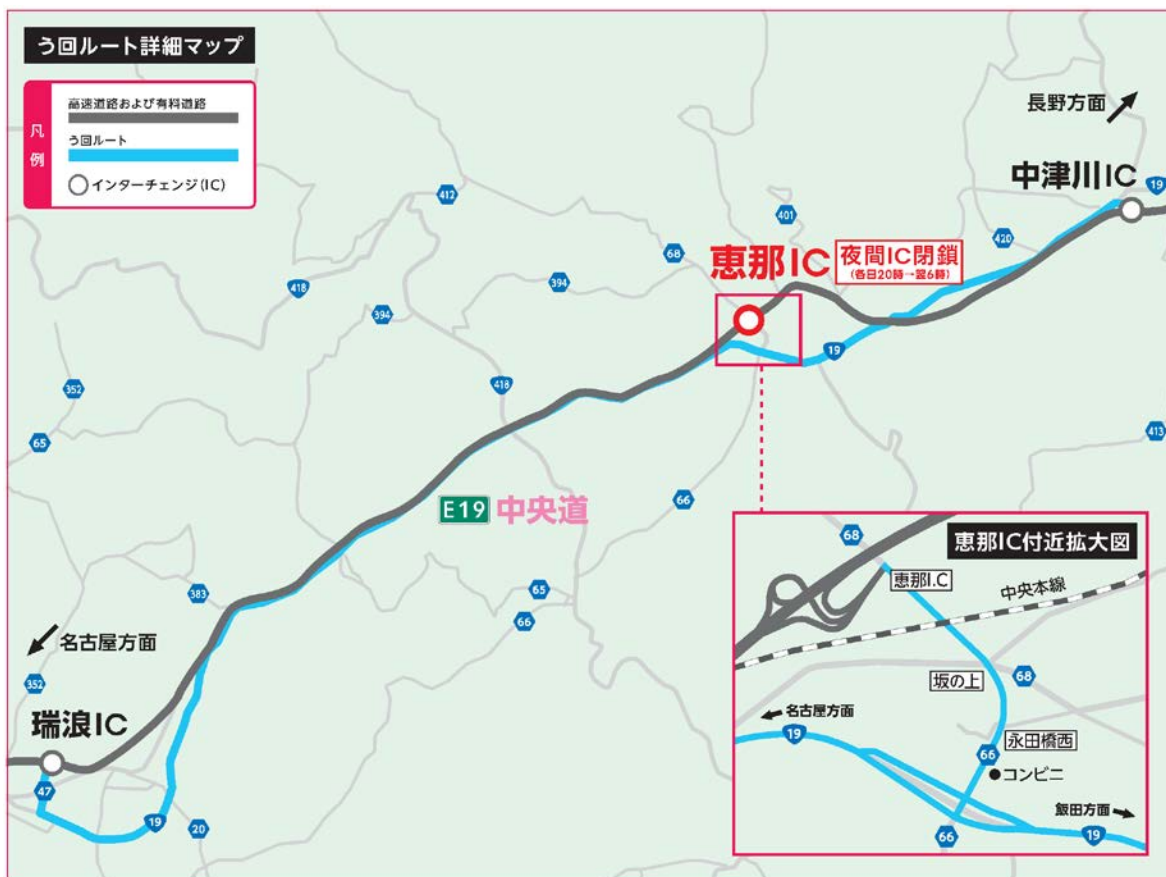 う回ルート詳細マップ
凡例
高速道路および有料道路
う回ルート
インターチェンジ(IC)
長野方面
中津川IC
19
412
401
420
68
恵那IC
夜間IC閉鎖
(各日20時→翌6時)
418
394
394
19
352
418
65
413
66
E19 中央道
383
65
66
名古屋方面
352
瑞浪IC
47
19
20
恵那IC付近拡大図
68
恵那I.C
中央本線
坂の上
68
名古屋方面
19
永田橋西
66
コンビニ
飯田方面
66
19